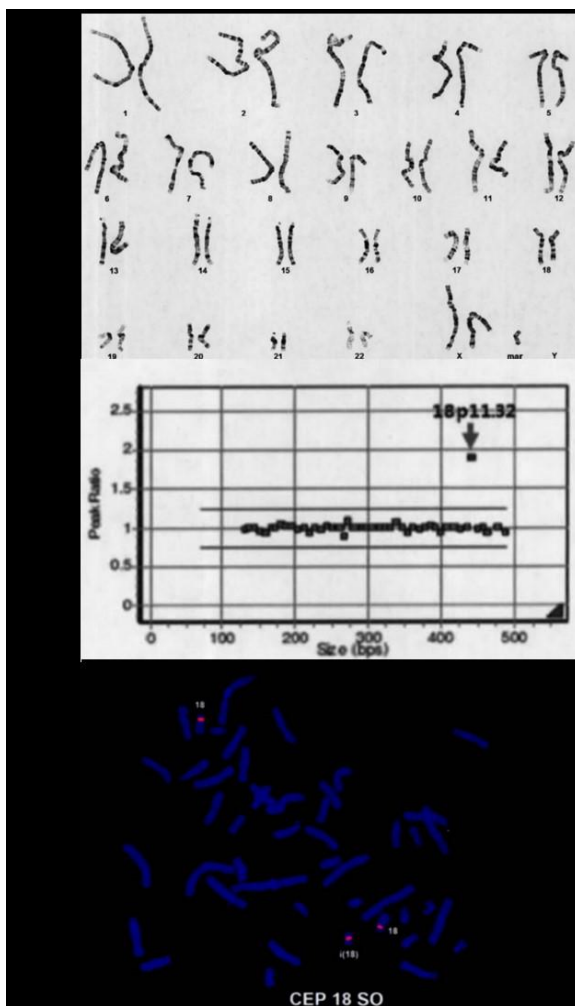 1 2 3 4 5
6 7 8 9 10 11 12
13 14 15 16 17 18
19 20 21 22 X mar Y
2.5
18p11.32
2
1.5
Peak Ratio
1
0.5
0
0 100 200 300 400 500
Size (bps)
18
18
i(18)
CEP 18 SO